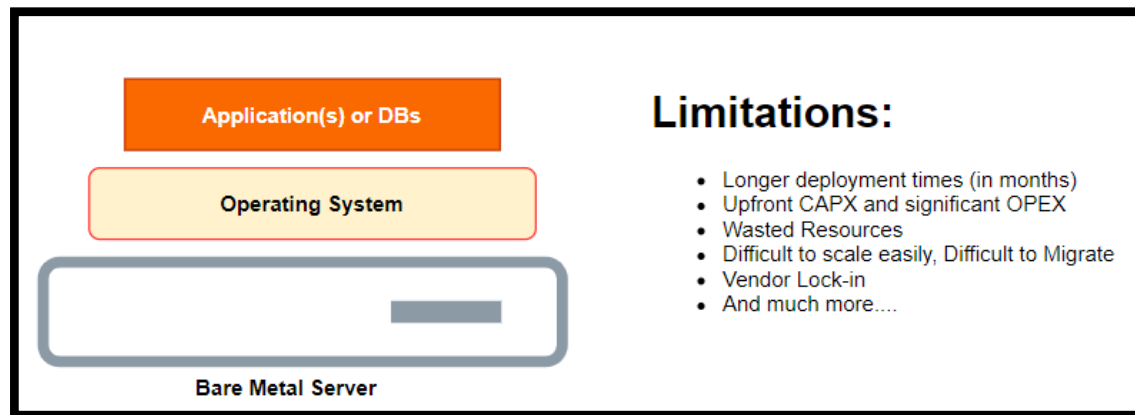 Application(s) or DBs
Operating System
Bare Metal Server
Limitations:
• Longer deployment times (in months)
• Upfront CAPX and significant OPEX
• Wasted Resources
• Difficult to scale easily, Difficult to Migrate
• Vendor Lock-in
• And much more....